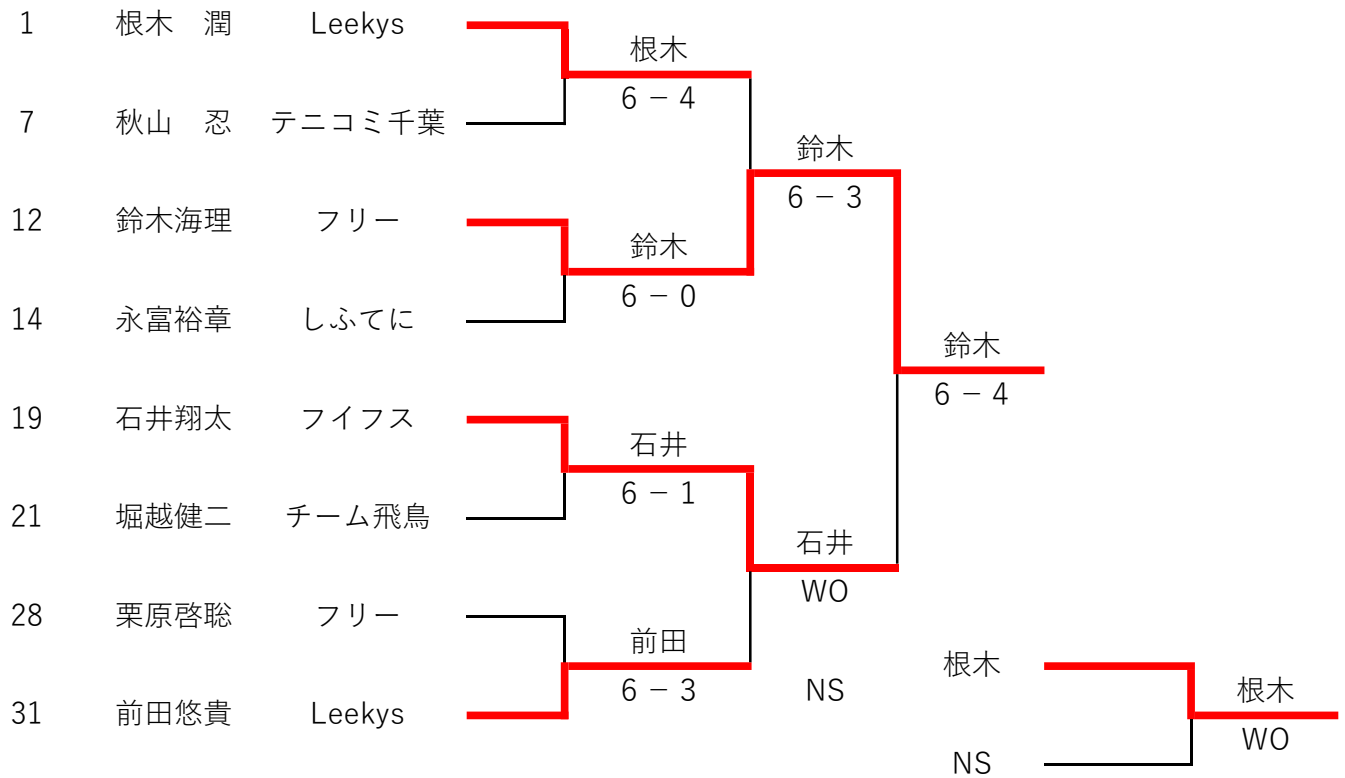 1 根木　潤 Leekys
根木
6 − 4
7 秋山　忍 テニコミ千葉
鈴木
6 − 3
12 鈴木海理 フリー
鈴木
6 − 0
14 永富裕章 しふてに
鈴木
6 − 4
19 石井翔太 フイフス
石井
6 − 1
21 堀越健二 チーム飛鳥
石井
WO
28 栗原啓聡 フリー
前田
6 − 3
NS
根木
31 前田悠貴 Leekys
根木
WO
NS